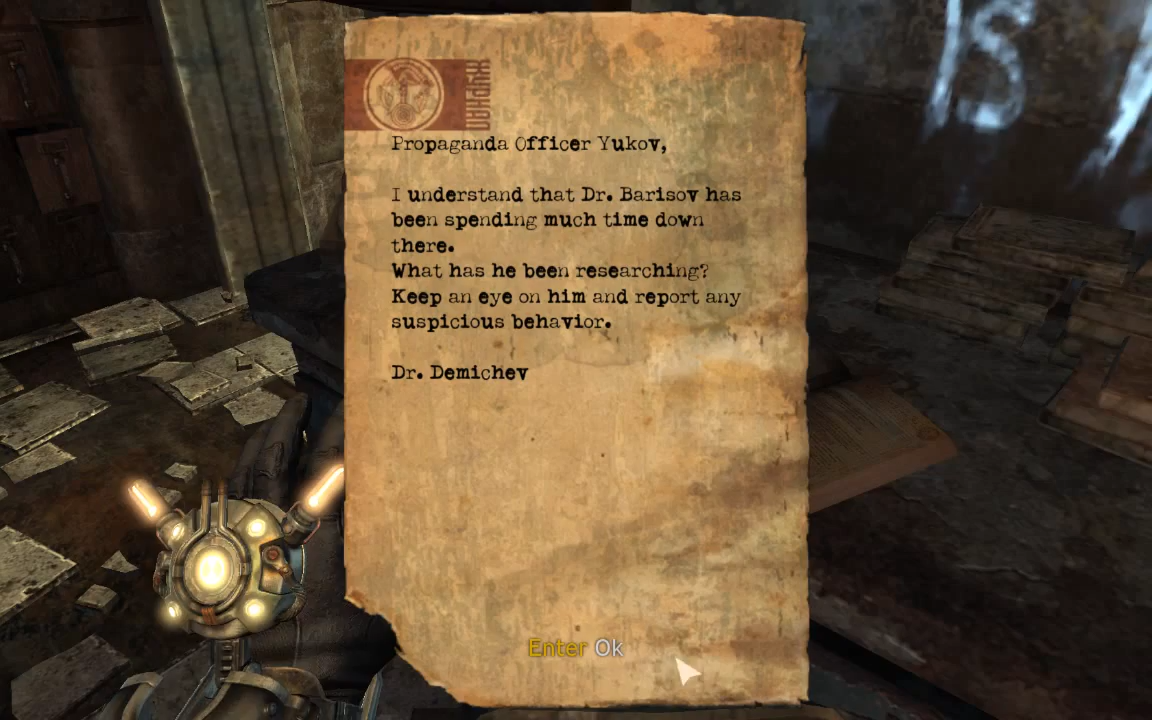 Propaganda Officer Yukov,
I understand that Dr. Barisov has
been spending much time down
there.
What has he been researching?
Keep an eye on him and report any
suspicious behavior.
Dr. Demichev
Enter Ok